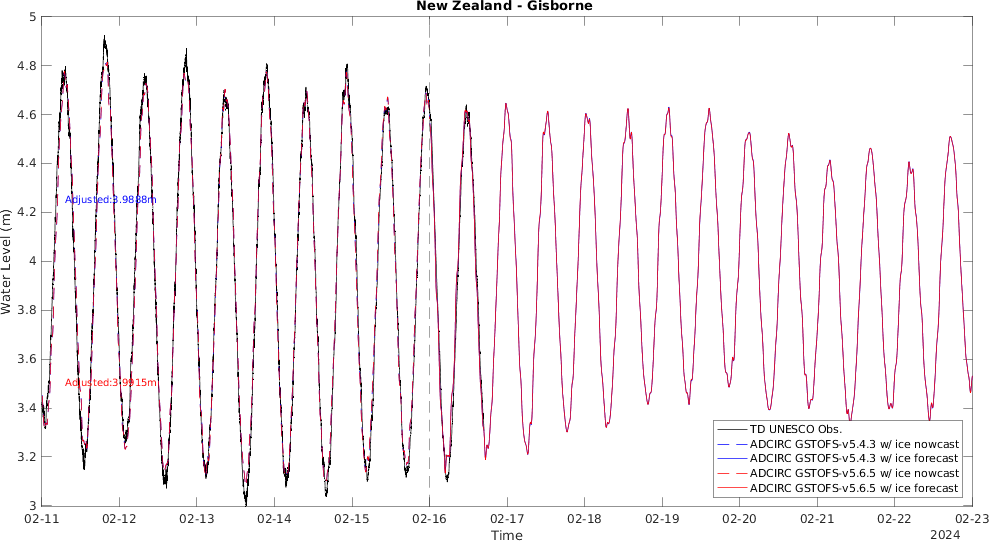 New Zealand - Gisborne
5
4.8
4.6
4.4
4.2
4
3.8
3.6
3.4
3.2
3
Water Level (m)
Adjusted:3.9888m
Adjusted:3.9915m
TD UNESCO Obs.
ADCIRC GSTOFS-v5.4.3 w/ ice nowcast
ADCIRC GSTOFS-v5.4.3 w/ ice forecast
ADCIRC GSTOFS-v5.6.5 w/ ice nowcast
ADCIRC GSTOFS-v5.6.5 w/ ice forecast
02-11 02-12 02-13 02-14 02-15 02-16 02-17 02-18 02-19 02-20 02-21 02-22 02-23
Time
2024